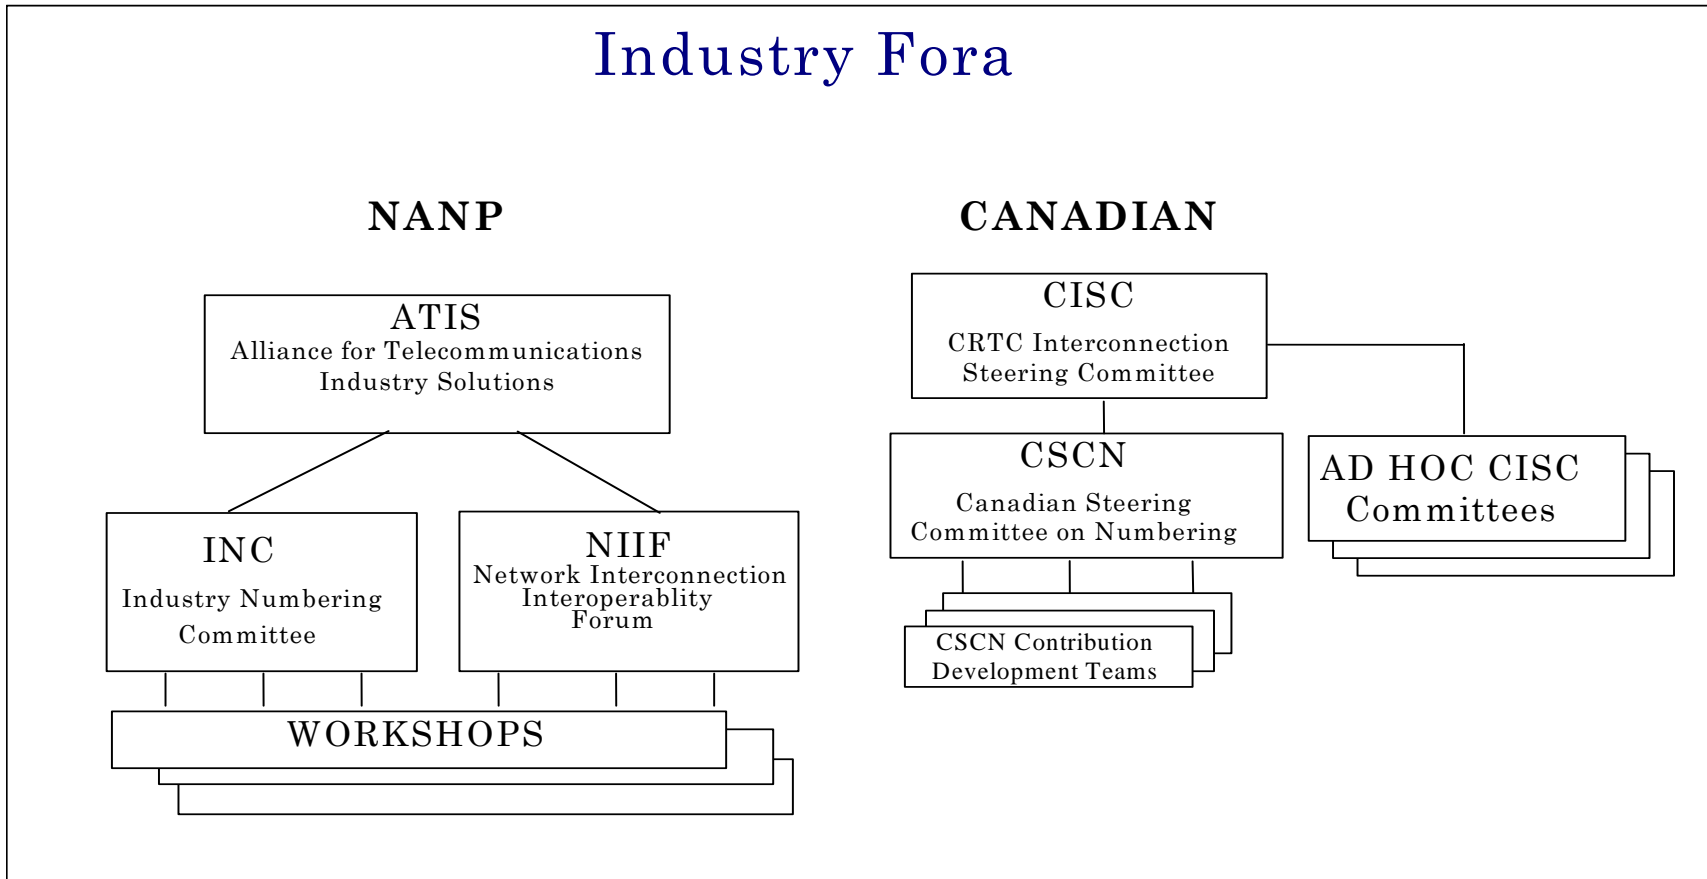 Industry Fora
NANP
ATIS
Alliance for Telecommunications
Industry Solutions
INC
Industry Numbering
Committee
NIIF
Network Interconnection
Interoperablity
Forum
WORKSHOPS
CANADIAN
CISC
CRTC Interconnection
Steering Committee
CSCN
Canadian Steering
Committee on Numbering
AD HOC CISC
Committees
CSCN Contribution
Development Teams